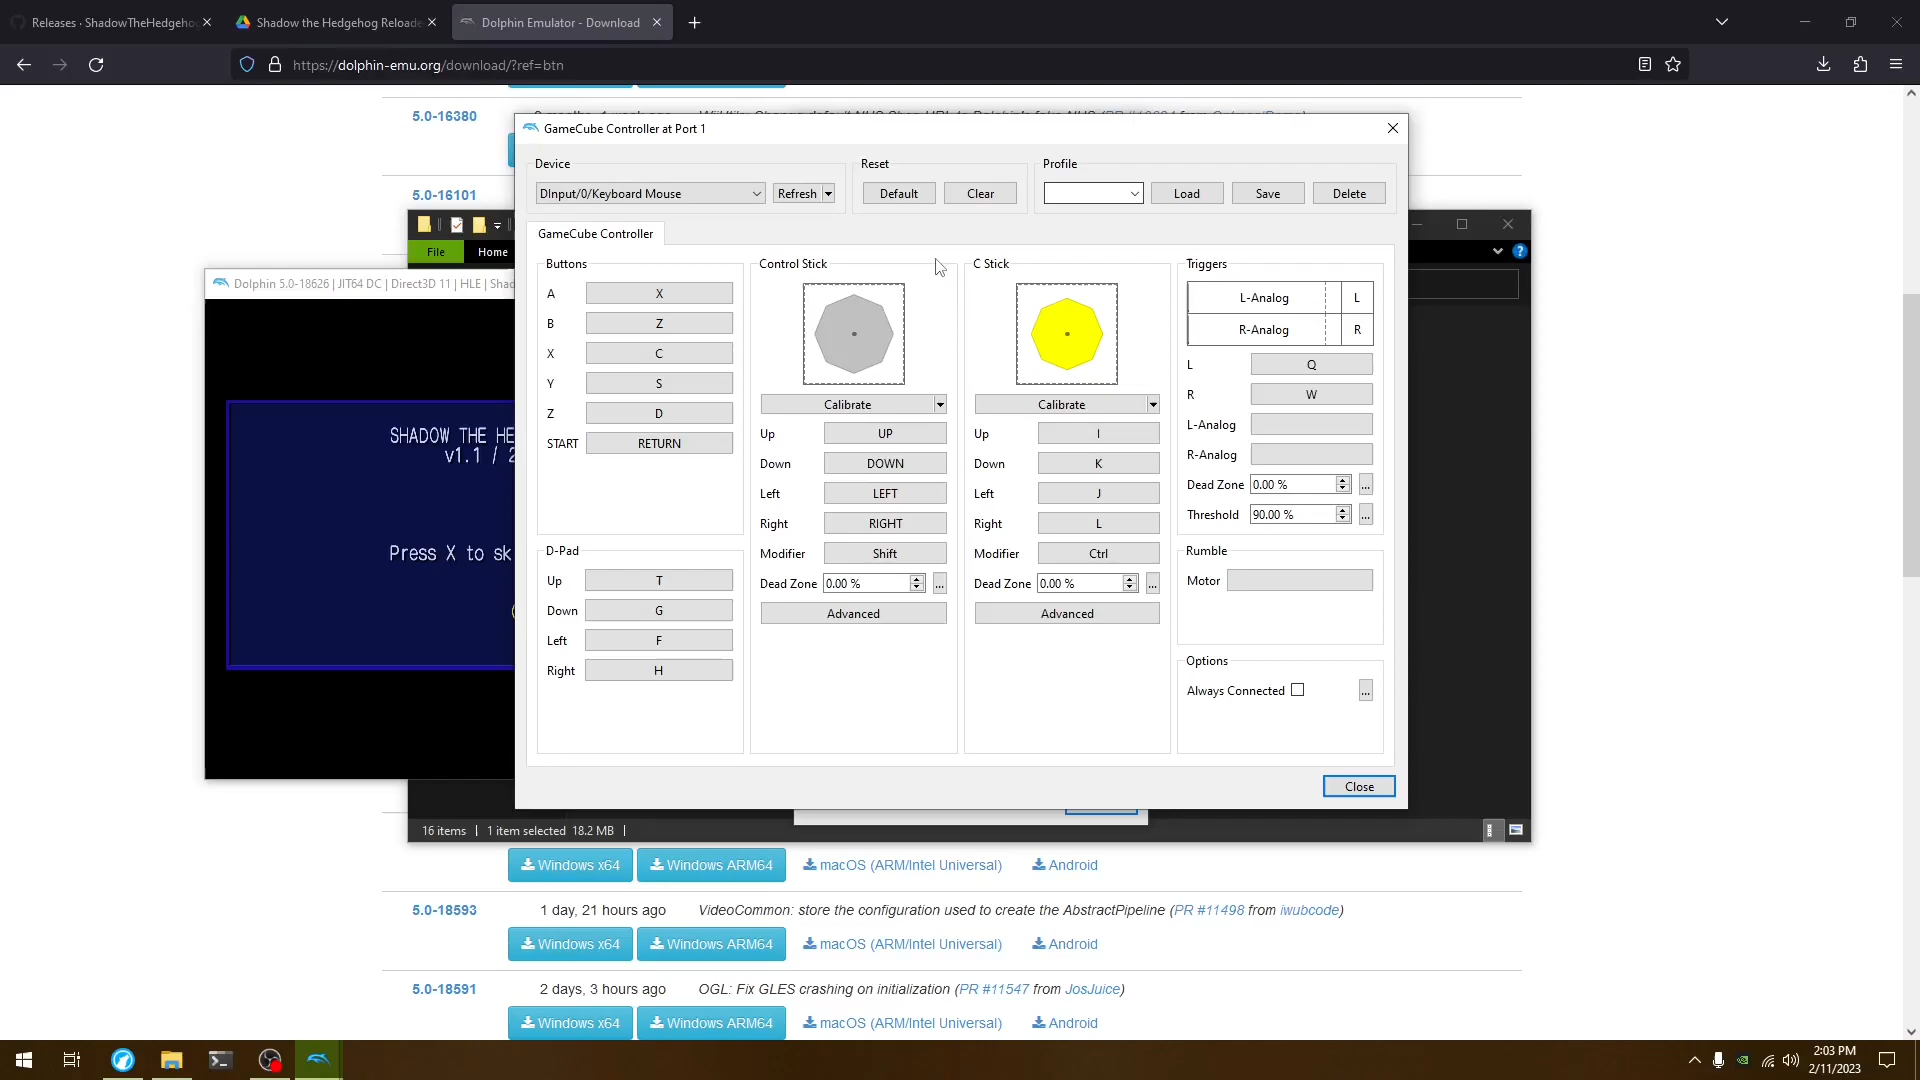 Releases · ShadowTheHedgehog
Shadow the Hedgehog Reloade
Dolphin Emulator - Download
https://dolphin-emu.org/download/?ref=btn
5.0-16380
5.0-16101
File
Home
Dolphin 5.0-18626 | JIT64 DC | Direct3D 11 | HLE | Shad
SHADOW THE HE
v1.1 / 2
Press X to sk
GameCube Controller at Port 1
Device
Reset
Profile
DInput/0/Keyboard Mouse
Refresh
Default
Clear
Load
Save
Delete
GameCube Controller
Buttons
A X
B Z
X C
Y S
Z D
START RETURN
D-Pad
Up T
Down G
Left F
Right H
Control Stick
Calibrate
Up UP
Down DOWN
Left LEFT
Right RIGHT
Modifier Shift
Dead Zone 0.00 % ...
Advanced
C Stick
Calibrate
Up I
Down K
Left J
Right L
Modifier Ctrl
Dead Zone 0.00 % ...
Advanced
Triggers
L-Analog L
R-Analog R
L Q
R W
L-Analog
R-Analog
Dead Zone 0.00 % ...
Threshold 90.00 % ...
Rumble
Motor
Options
Always Connected ...
Close
16 items | 1 item selected 18.2 MB |
Windows x64 Windows ARM64 macOS (ARM/Intel Universal) Android
5.0-18593 1 day, 21 hours ago VideoCommon: store the configuration used to create the AbstractPipeline (PR #11498 from iwubcode)
Windows x64 Windows ARM64 macOS (ARM/Intel Universal) Android
5.0-18591 2 days, 3 hours ago OGL: Fix GLES crashing on initialization (PR #11547 from JosJuice)
Windows x64 Windows ARM64 macOS (ARM/Intel Universal) Android
2:03 PM
2/11/2023